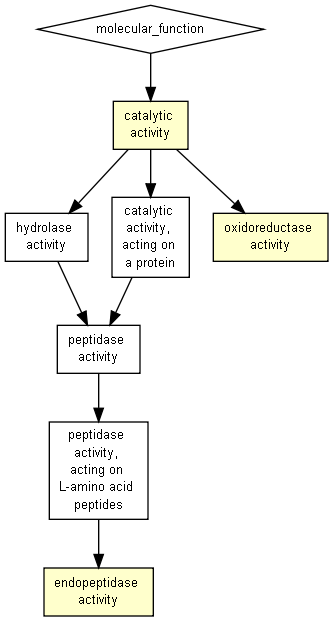 molecular_function
catalytic
activity
hydrolase
activity
catalytic
activity,
acting on
a protein
oxidoreductase
activity
peptidase
activity
peptidase
activity,
acting on
L-amino acid
peptides
endopeptidase
activity